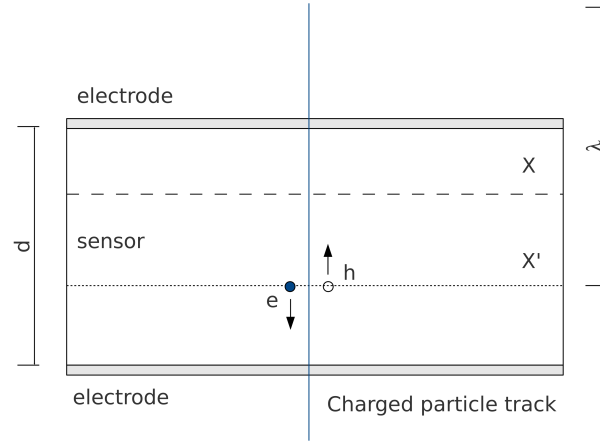 electrode
X
λ
d
sensor
X'
h
e
electrode
Charged particle track